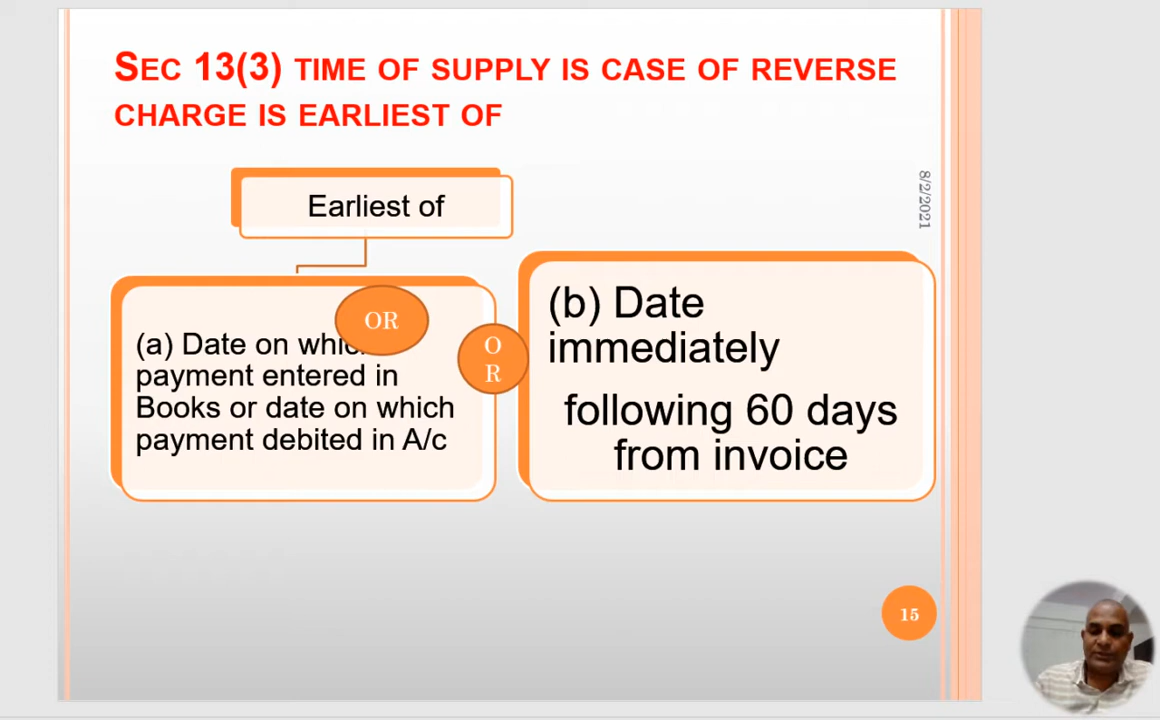 SEC 13(3) TIME OF SUPPLY IS CASE OF REVERSE
CHARGE IS EARLIEST OF
8/2/2021
Earliest of
OR
(a) Date on which
payment entered in
Books or date on which
payment debited in A/c
O
R
(b) Date
immediately
following 60 days
from invoice
15